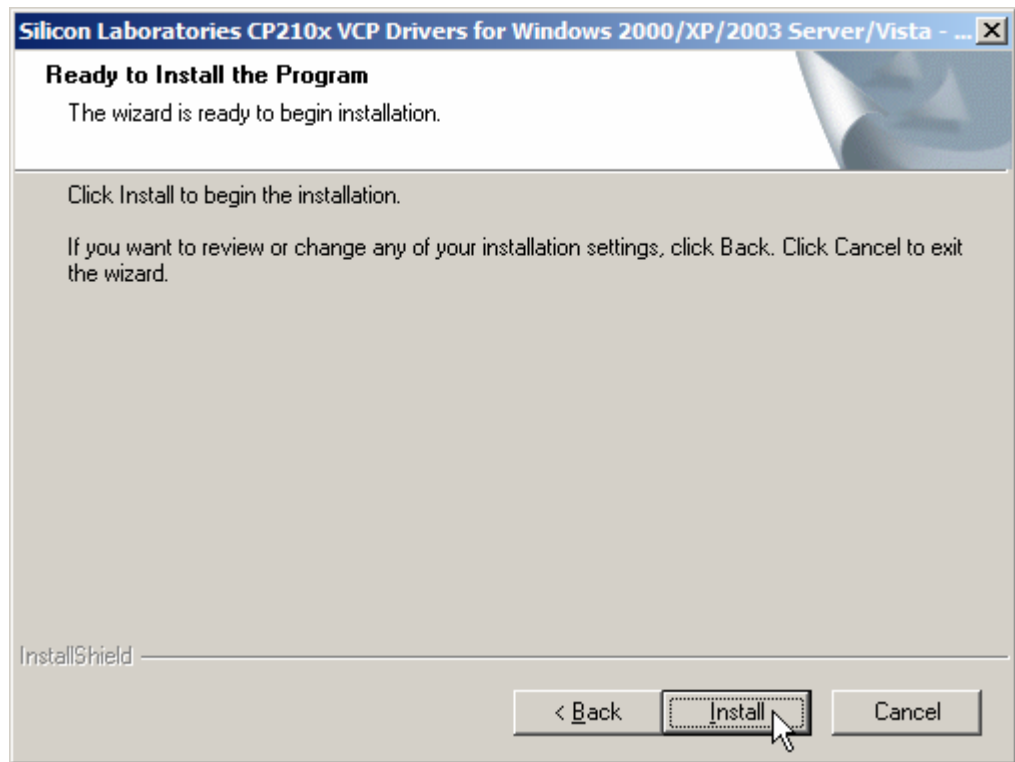 Silicon Laboratories CP210x VCP Drivers for Windows 2000/XP/2003 Server/Vista - ...
Ready to Install the Program
The wizard is ready to begin installation.
Click Install to begin the installation.
If you want to review or change any of your installation settings, click Back. Click Cancel to exit
the wizard.
InstallShield
< Back Install Cancel